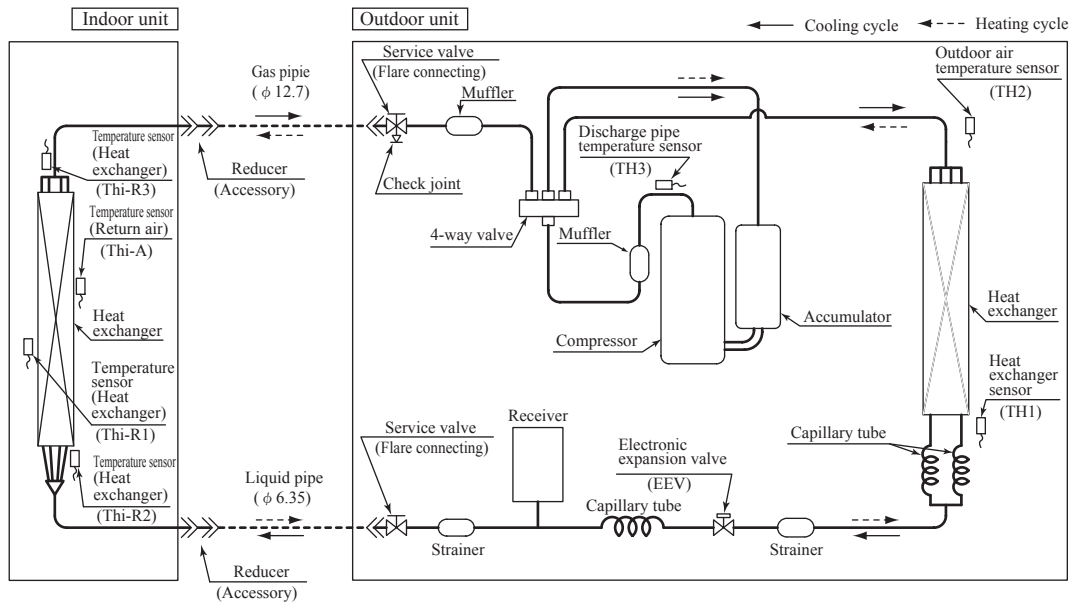 Indoor unit
Outdoor unit
Cooling cycle
Heating cycle
Gas pipie
( ϕ 12.7)
Service valve
(Flare connecting)
Muffler
Outdoor air
temperature sensor
(TH2)
Temperature sensor
(Heat
exchanger)
(Thi-R3)
Reducer
(Accessory)
Check joint
Discharge pipe
temperature sensor
(TH3)
Temperature sensor
(Return air)
(Thi-A)
4-way valve
Muffler
Heat
exchanger
Compressor
Accumulator
Heat
exchanger
Temperature
sensor
(Heat
exchanger)
(Thi-R1)
Heat
exchanger
sensor
(TH1)
Temperature sensor
(Heat
exchanger)
(Thi-R2)
Liquid pipe
( ϕ 6.35)
Service valve
(Flare connecting)
Receiver
Electronic
expansion valve
(EEV)
Capillary tube
Capillary tube
Strainer
Strainer
Reducer
(Accessory)